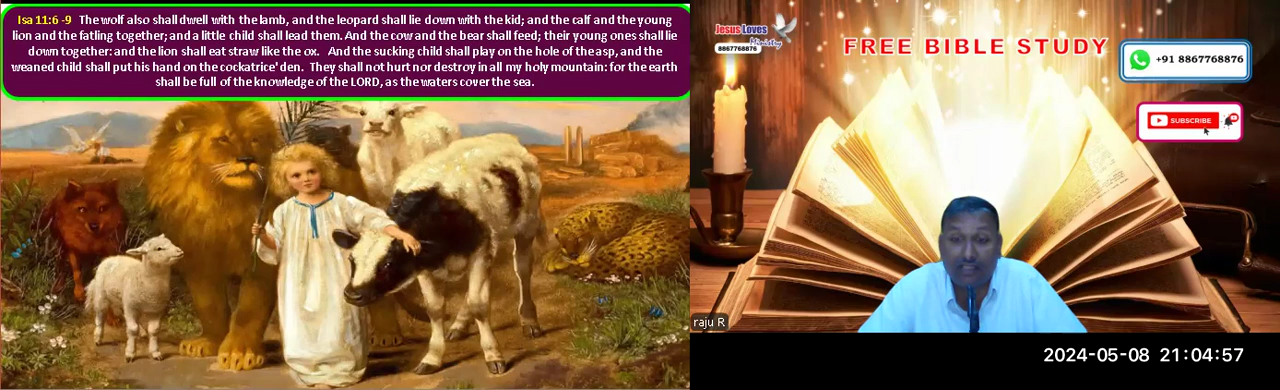 Isa 11:6 -9 The wolf also shall dwell with the lamb, and the leopard shall lie down with the kid; and the calf and the young
lion and the fatling together; and a little child shall lead them. And the cow and the bear shall feed; their young ones shall lie
down together: and the lion shall eat straw like the ox. And the sucking child shall play on the hole of the asp, and the
weaned child shall put his hand on the cockatrice' den. They shall not hurt nor destroy in all my holy mountain: for the earth
shall be full of the knowledge of the LORD, as the waters cover the sea.
Jesus Loves
Ministry
8867768876
FREE BIBLE STUDY
+91 8867768876
SUBSCRIBE
raju R
2024-05-08 21:04:57